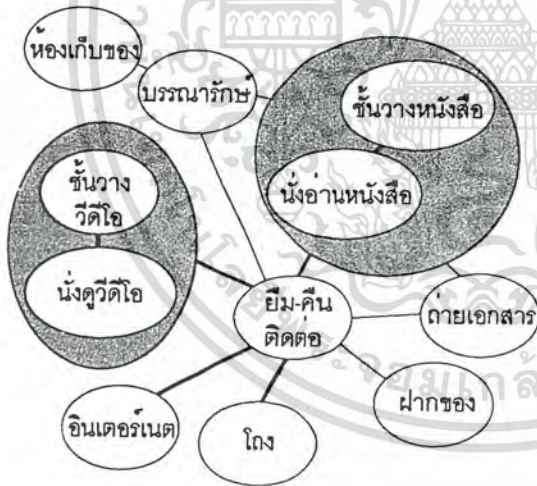 ห้องเก็บของ
บรรณารักษ์
ชั้นวางหนังสือ
นั่งอ่านหนังสือ
ชั้นวาง
วีดีโอ
นั่งดูวีดีโอ
ยืม-คืน
ติดต่อ
ถ่ายเอกสาร
ฝากของ
อินเตอร์เนต
โถง